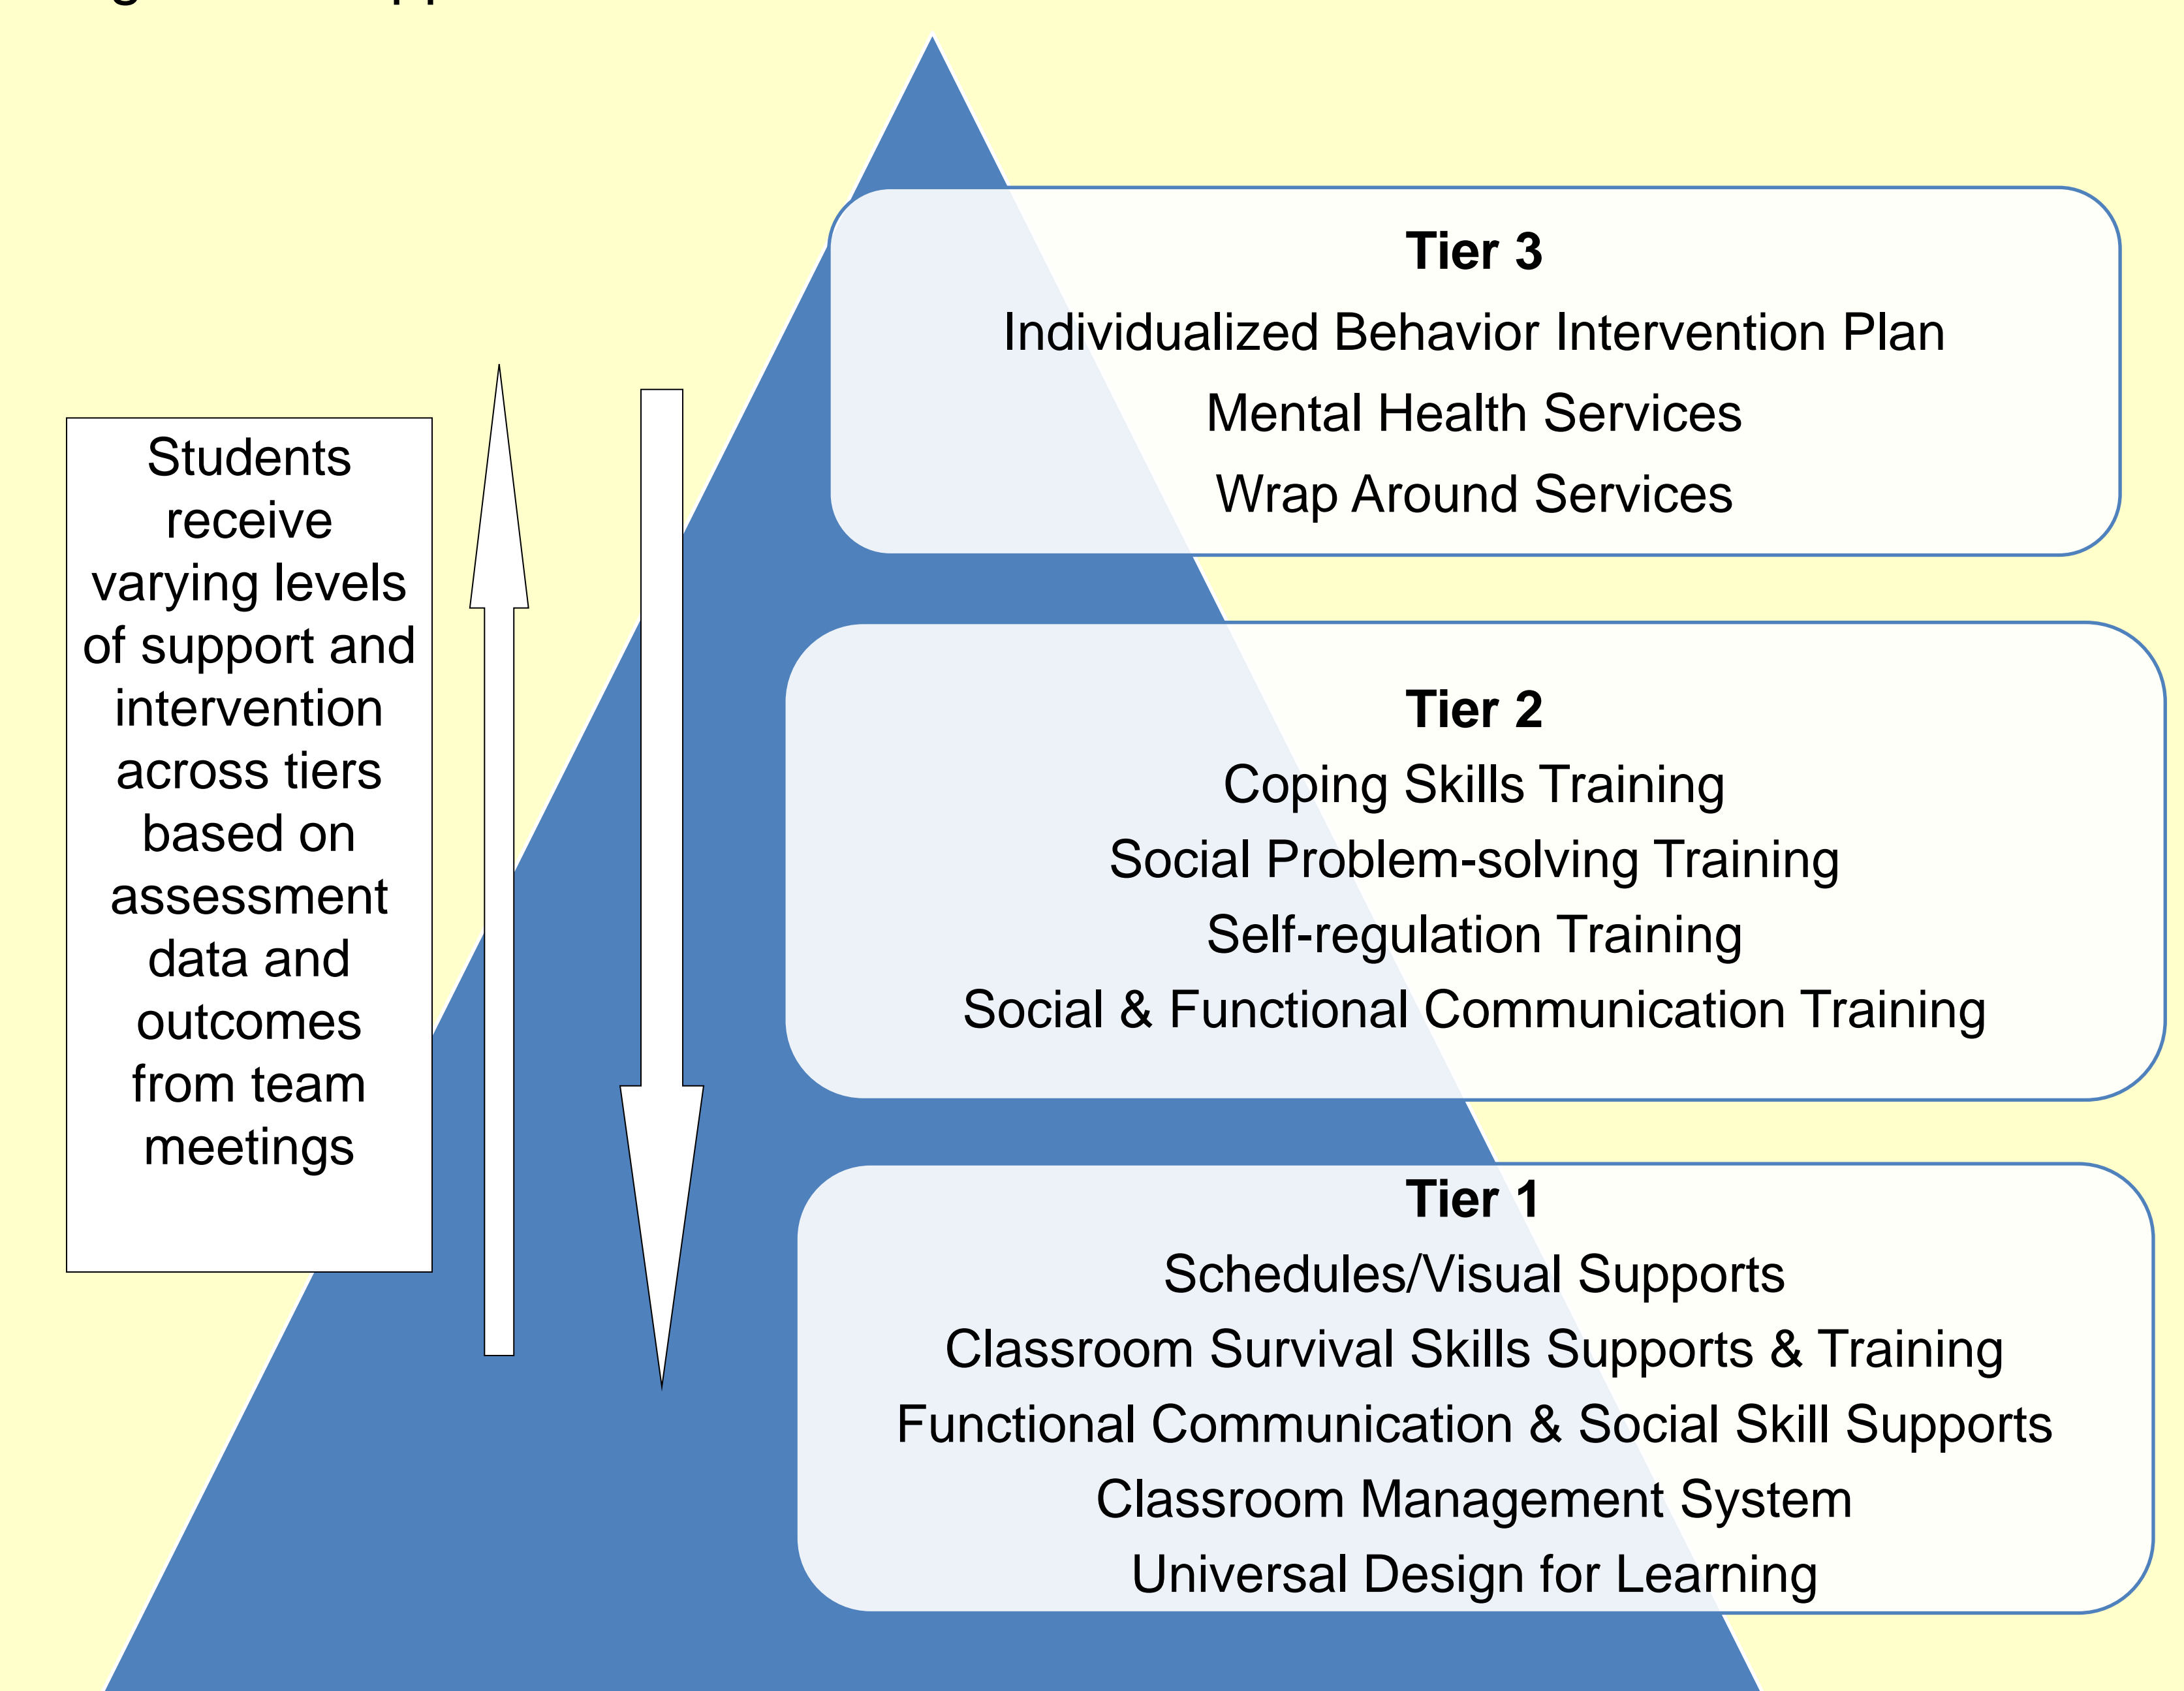 Students
receive
varying levels
of support and
intervention
across tiers
based on
assessment
data and
outcomes
from team
meetings
Tier 3
Individualized Behavior Intervention Plan
Mental Health Services
Wrap Around Services
Tier 2
Coping Skills Training
Social Problem-solving Training
Self-regulation Training
Social & Functional Communication Training
Tier 1
Schedules/Visual Supports
Classroom Survival Skills Supports & Training
Functional Communication & Social Skill Supports
Classroom Management System
Universal Design for Learning